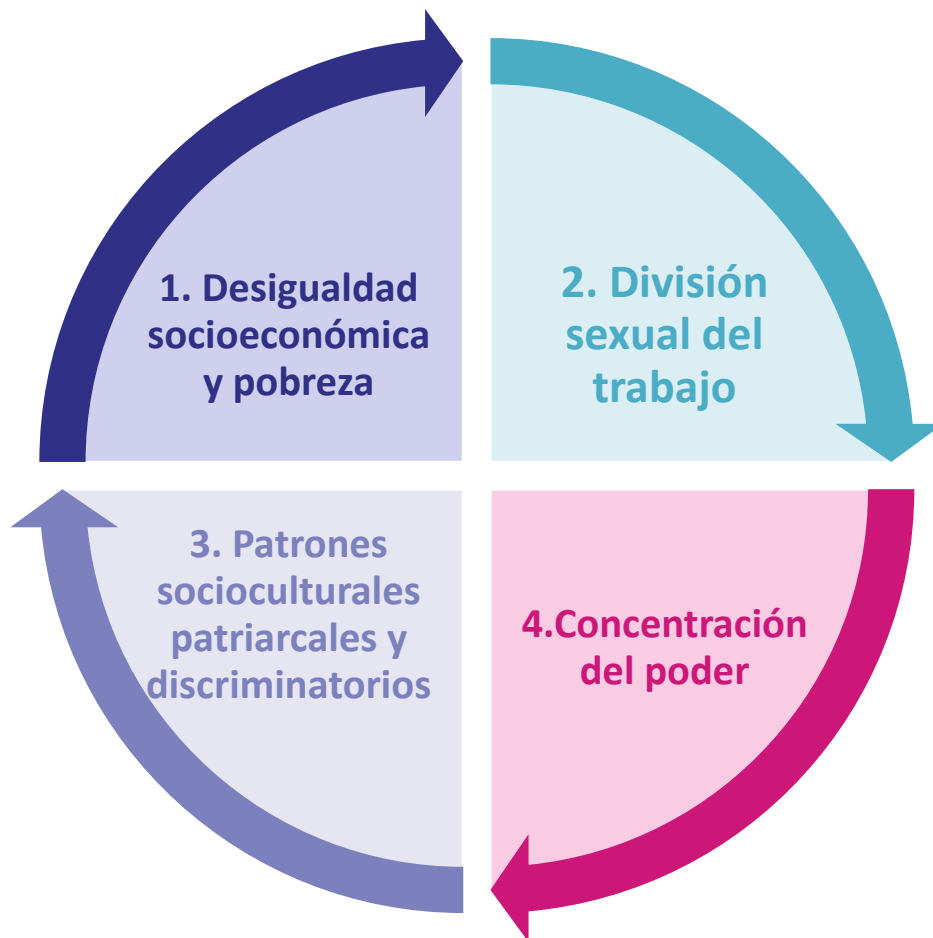 1. Desigualdad
socioeconómica
y pobreza
2. División
sexual del
trabajo
3. Patrones
socioculturales
patriarcales y
discriminatorios
4.Concentración
del poder